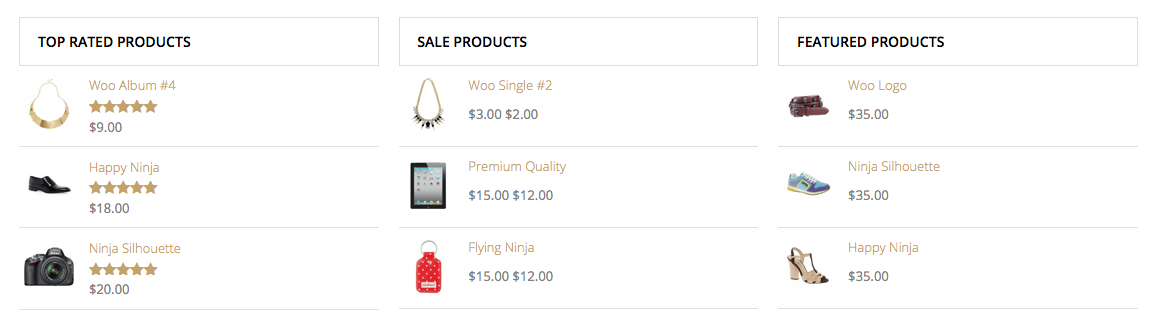 TOP RATED PRODUCTS
Woo Album #4
$9.00
Happy Ninja
$18.00
Ninja Silhouette
$20.00
SALE PRODUCTS
Woo Single #2
$3.00 $2.00
Premium Quality
$15.00 $12.00
Flying Ninja
$15.00 $12.00
FEATURED PRODUCTS
Woo Logo
$35.00
Ninja Silhouette
$35.00
Happy Ninja
$35.00